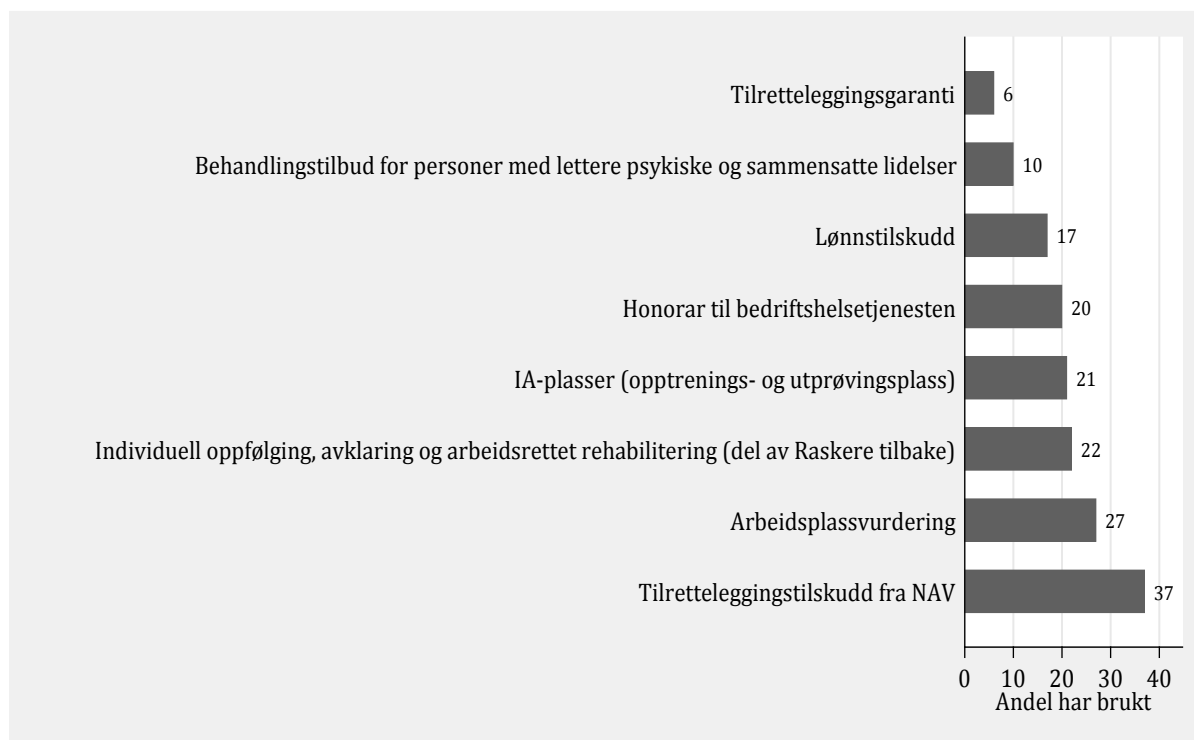 Tilretteleggingsgaranti 6
Behandlingstilbud for personer med lettere psykiske og sammensatte lidelser 10
Lønnstilskudd 17
Honorar til bedriftshelsetjenesten 20
IA-plasser (opptrenings- og utprøvingsplass) 21
Individuell oppfølging, avklaring og arbeidsrettet rehabilitering (del av Raskere tilbake) 22
Arbeidsplassvurdering 27
Tilretteleggingstilskudd fra NAV 37
0 10 20 30 40
Andel har brukt